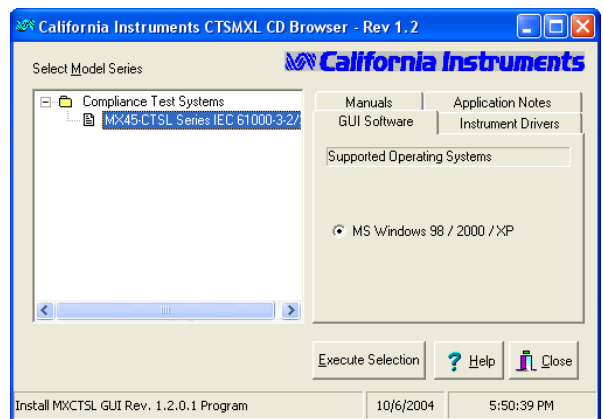 California Instruments CTSMXL CD Browser - Rev 1.2
Select Model Series
California Instruments
Compliance Test Systems
MX45-CTSL Series IEC 61000-3-2/
Manuals
Application Notes
GUI Software
Instrument Drivers
Supported Operating Systems
MS Windows 98 / 2000 / XP
Execute Selection
? Help
Close
Install MXCTSL GUI Rev. 1.2.0.1 Program
10/6/2004
5:50:39 PM